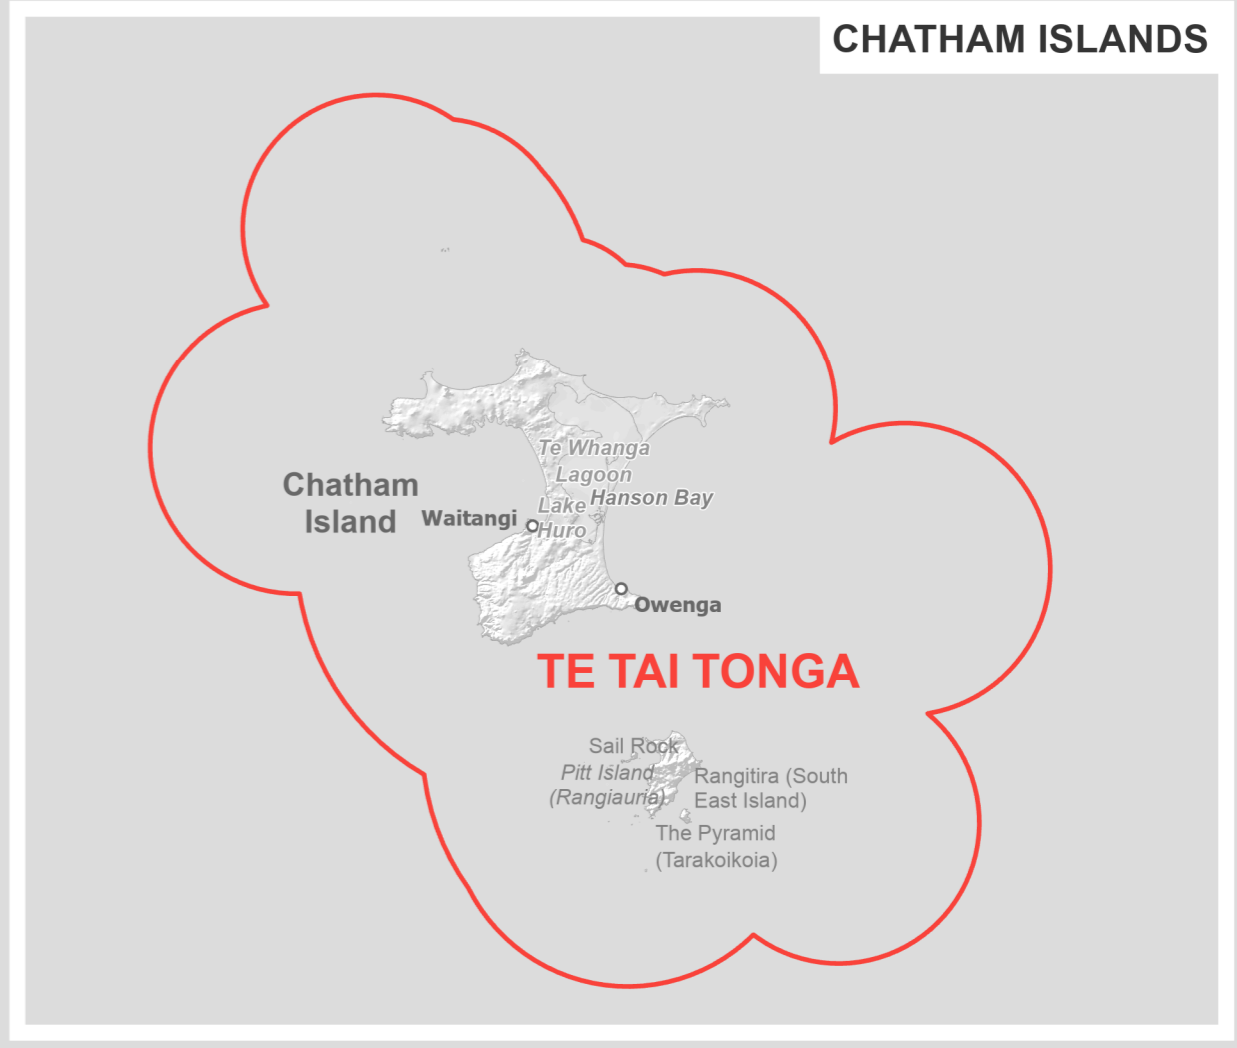 CHATHAM ISLANDS
Te Whanga
Lagoon
Chatham
Island
Hanson Bay
Lake
Huro
Waitangi
Owenga
TE TAI TONGA
Sail Rock
Pitt Island
(Rangiauria)
Rangitira (South
East Island)
The Pyramid
(Tarakoikoia)